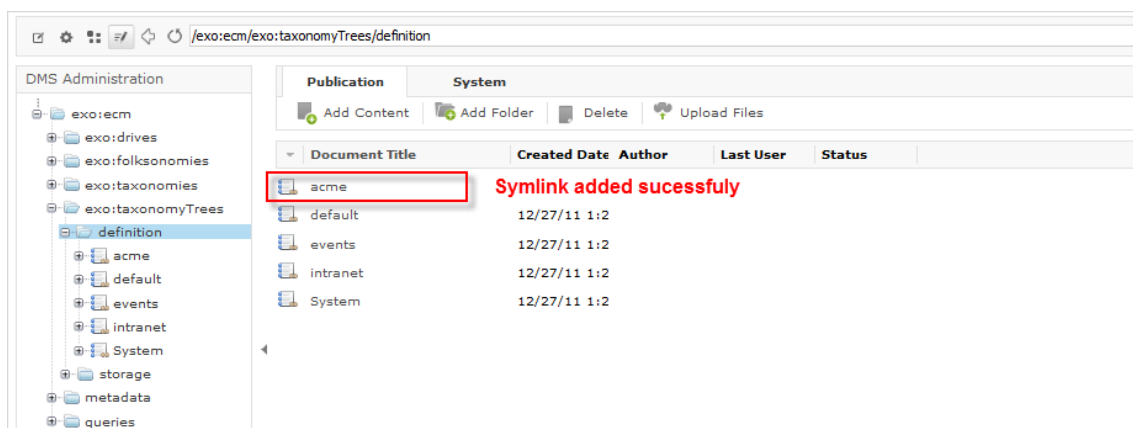 /exo:ecm/exo:taxonomyTrees/definition
DMS Administration
exo:ecm
exo:drives
exo:folksonomies
exo:taxonomies
exo:taxonomyTrees
definition
acme
default
events
intranet
System
storage
metadata
queries
Publication System
Add Content Add Folder Delete Upload Files
Document Title Created Date Author Last User Status
acme Symlink added sucessfuly
default 12/27/11 1:2
events 12/27/11 1:2
intranet 12/27/11 1:2
System 12/27/11 1:2